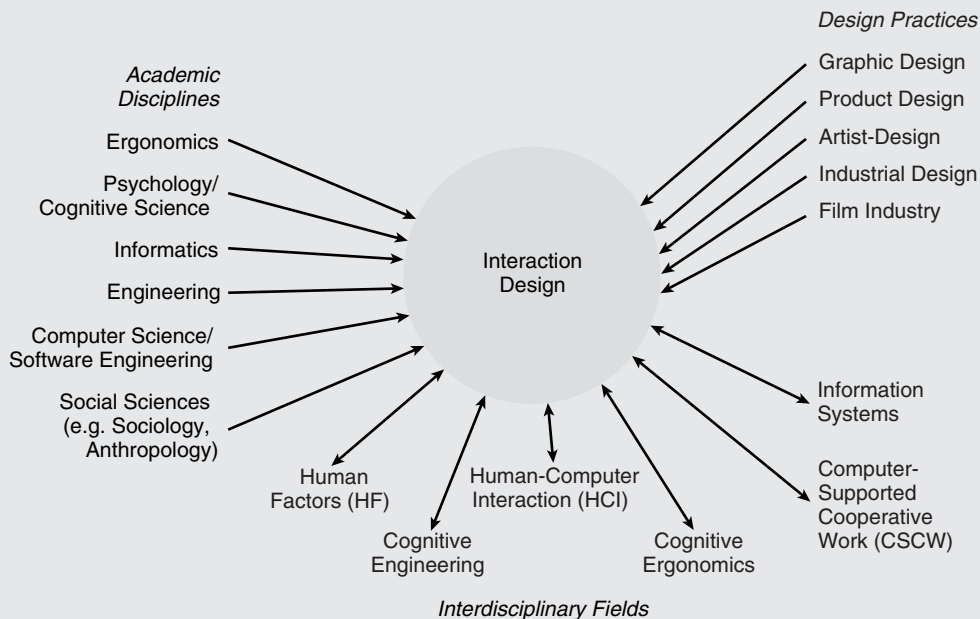 Design Practices
Graphic Design
Product Design
Artist-Design
Industrial Design
Film Industry
Academic
Disciplines
Ergonomics
Psychology/
Cognitive Science
Informatics
Engineering
Computer Science/
Software Engineering
Social Sciences
(e.g. Sociology,
Anthropology)
Interaction
Design
Human
Factors (HF)
Cognitive
Engineering
Human-Computer
Interaction (HCI)
Cognitive
Ergonomics
Information
Systems
Computer-
Supported
Cooperative
Work (CSCW)
Interdisciplinary Fields